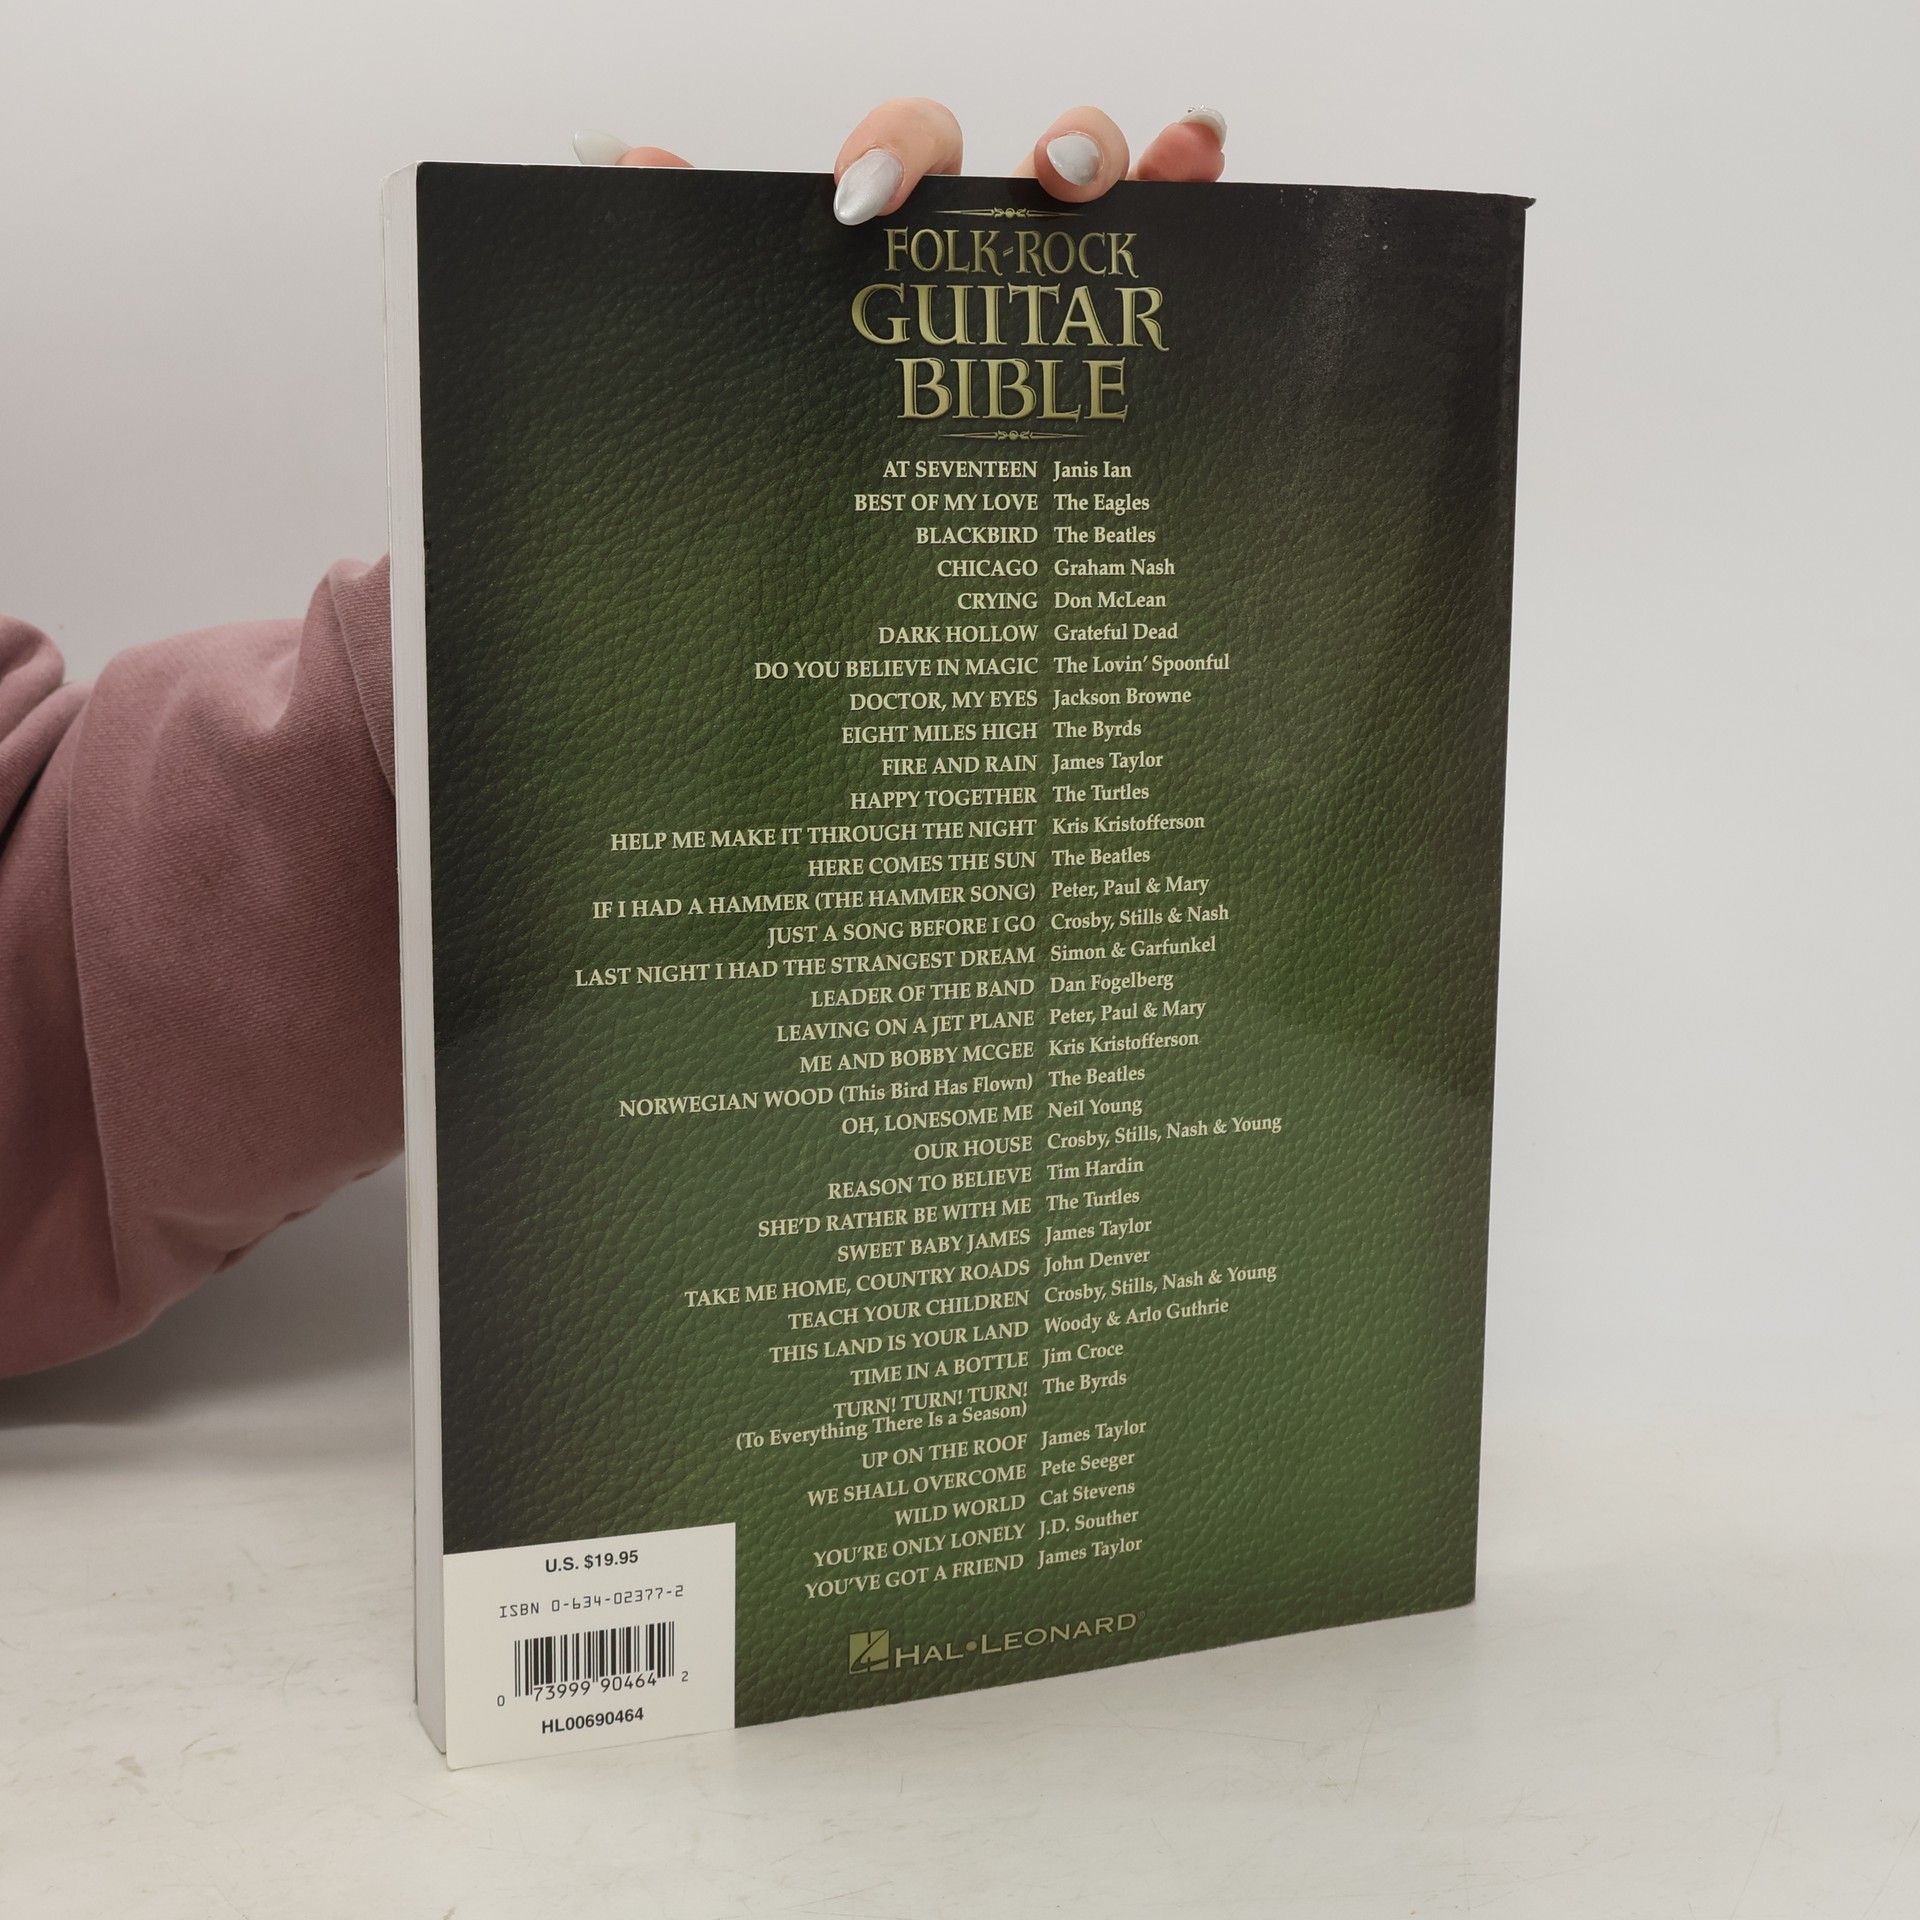 FOLK-ROCK
GUITAR
BIBLE
AT SEVENTEEN Janis Ian
BEST OF MY LOVE The Eagles
BLACKBIRD The Beatles
CHICAGO Graham Nash
CRYING Don McLean
DARK HOLLOW Grateful Dead
DO YOU BELIEVE IN MAGIC The Lovin' Spoonful
DOCTOR, MY EYES Jackson Browne
EIGHT MILES HIGH The Byrds
FIRE AND RAIN James Taylor
HAPPY TOGETHER The Turtles
HELP ME MAKE IT THROUGH THE NIGHT Kris Kristofferson
HERE COMES THE SUN The Beatles
IF I HAD A HAMMER (THE HAMMER SONG) Peter, Paul & Mary
JUST A SONG BEFORE I GO Crosby, Stills & Nash
LAST NIGHT I HAD THE STRANGEST DREAM Simon & Garfunkel
LEADER OF THE BAND Dan Fogelberg
LEAVING ON A JET PLANE Peter, Paul & Mary
ME AND BOBBY MCGEE Kris Kristofferson
NORWEGIAN WOOD (This Bird Has Flown) The Beatles
OH, LONESOME ME Neil Young
OUR HOUSE Crosby, Stills, Nash & Young
REASON TO BELIEVE Tim Hardin
SHE'D RATHER BE WITH ME The Turtles
SWEET BABY JAMES James Taylor
TAKE ME HOME, COUNTRY ROADS John Denver
TEACH YOUR CHILDREN Crosby, Stills, Nash & Young
THIS LAND IS YOUR LAND Woody & Arlo Guthrie
TIME IN A BOTTLE Jim Croce
TURN! TURN! TURN! The Byrds
(To Everything There Is a Season)
UP ON THE ROOF James Taylor
WE SHALL OVERCOME Pete Seeger
WILD WORLD Cat Stevens
YOU'RE ONLY LONELY J.D. Souther
YOU'VE GOT A FRIEND James Taylor
HAL•LEONARD®
U.S. $19.95
ISBN 0-634-02377-2
0 73999 90464 2
HL00690464